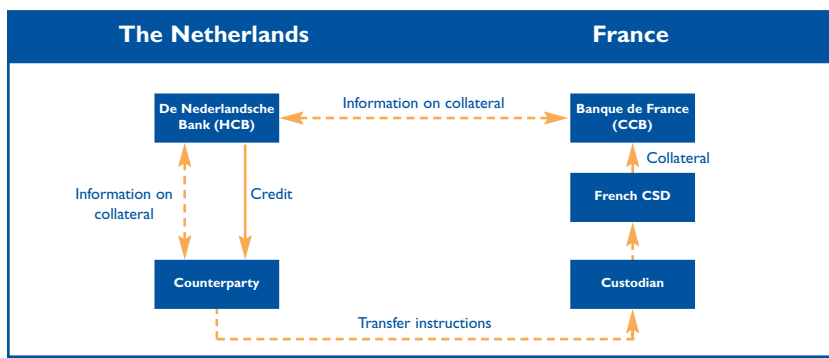 The Netherlands
France
De Nederlandsche
Bank (HCB)
Information on collateral
Banque de France
(CCB)
Collateral
Information on
collateral
Credit
French CSD
Counterparty
Custodian
Transfer instructions